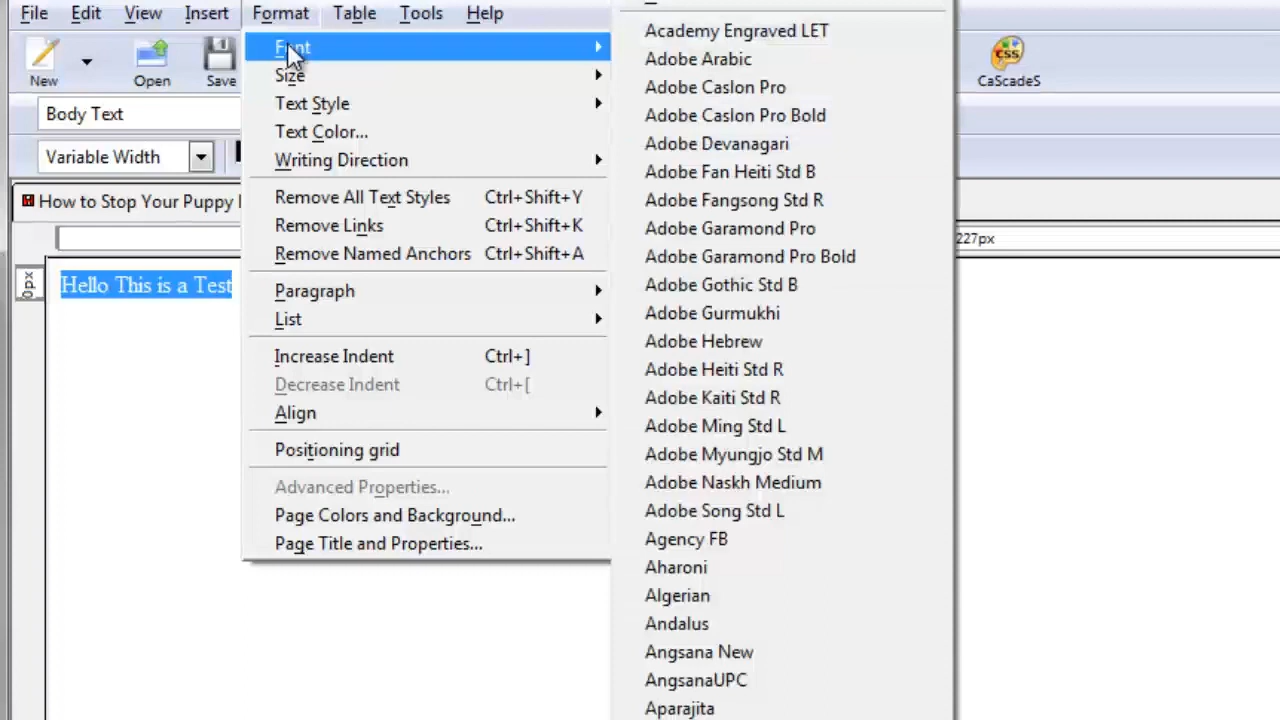 File Edit View Insert Format Table Tools Help
New Open Save CSS CaScadeS
Body Text
Variable Width
How to Stop Your Puppy
227px
0px
Hello This is a Test
Font
Size
Text Style
Text Color...
Writing Direction
Remove All Text Styles Ctrl+Shift+Y
Remove Links Ctrl+Shift+K
Remove Named Anchors Ctrl+Shift+A
Paragraph
List
Increase Indent Ctrl+]
Decrease Indent Ctrl+[
Align
Positioning grid
Advanced Properties...
Page Colors and Background...
Page Title and Properties...
Academy Engraved LET
Adobe Arabic
Adobe Caslon Pro
Adobe Caslon Pro Bold
Adobe Devanagari
Adobe Fan Heiti Std B
Adobe Fangsong Std R
Adobe Garamond Pro
Adobe Garamond Pro Bold
Adobe Gothic Std B
Adobe Gurmukhi
Adobe Hebrew
Adobe Heiti Std R
Adobe Kaiti Std R
Adobe Ming Std L
Adobe Myungjo Std M
Adobe Naskh Medium
Adobe Song Std L
Agency FB
Aharoni
Algerian
Andalus
Angsana New
AngsanaUPC
Aparajita